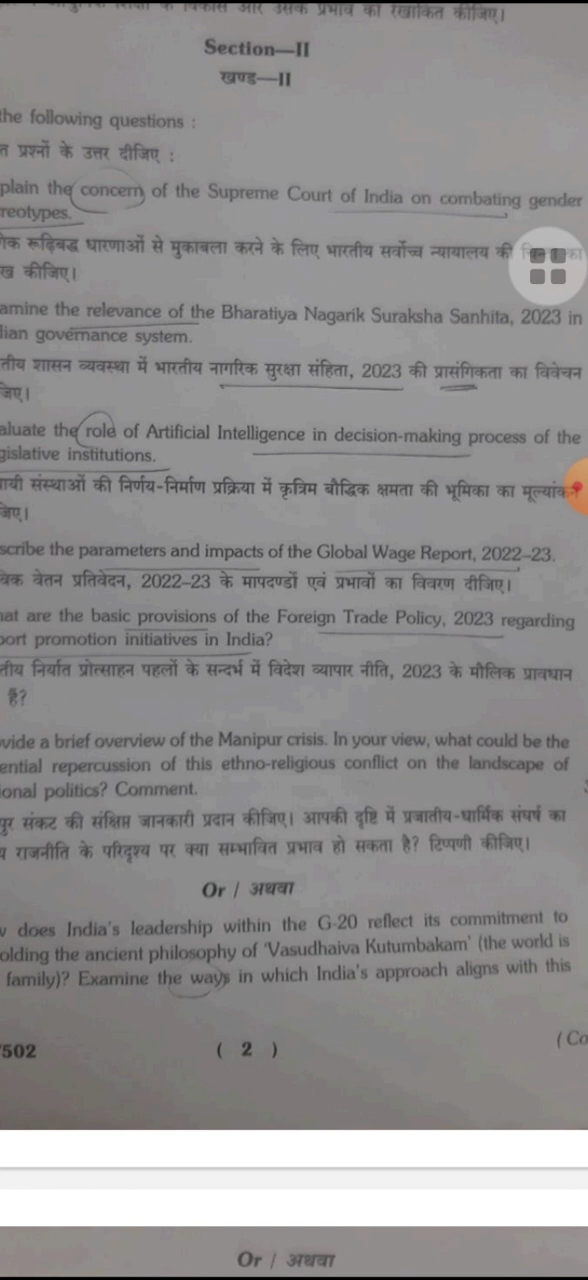 प्रभाव को रेखांकित कीजिए।
Section—II
खण्ड—II
the following questions :
त प्रश्नों के उत्तर दीजिए :
plain the concern of the Supreme Court of India on combating gender
reotypes.
गिक रूढ़िबद्ध धारणाओं से मुकाबला करने के लिए भारतीय सर्वोच्च न्यायालय की
ख कीजिए।
amine the relevance of the Bharatiya Nagarik Suraksha Sanhita, 2023 in
lian governance system.
तीय शासन व्यवस्था में भारतीय नागरिक सुरक्षा संहिता, 2023 की प्रासंगिकता का विवेचन
जिए।
aluate the role of Artificial Intelligence in decision-making process of the
gislative institutions.
ायी संस्थाओं की निर्णय-निर्माण प्रक्रिया में कृत्रिम बौद्धिक क्षमता की भूमिका का मूल्यांकन
जिए।
scribe the parameters and impacts of the Global Wage Report, 2022–23.
वक वेतन प्रतिवेदन, 2022–23 के मापदण्डों एवं प्रभावों का विवरण दीजिए।
hat are the basic provisions of the Foreign Trade Policy, 2023 regarding
port promotion initiatives in India?
तीय निर्यात प्रोत्साहन पहलों के सन्दर्भ में विदेश व्यापार नीति, 2023 के मौलिक प्रावधान
हैं?
ovide a brief overview of the Manipur crisis. In your view, what could be the
ential repercussion of this ethno-religious conflict on the landscape of
ional politics? Comment.
पुर संकट की संक्षिप्त जानकारी प्रदान कीजिए। आपकी दृष्टि में प्रजातीय-धार्मिक संघर्ष का
य राजनीति के परिदृश्य पर क्या सम्भावित प्रभाव हो सकता है? टिप्पणी कीजिए।
Or / अथवा
w does India's leadership within the G-20 reflect its commitment to
olding the ancient philosophy of 'Vasudhaiva Kutumbakam' (the world is
family)? Examine the ways in which India's approach aligns with this
502 ( 2 ) (Co
Or / अथवा